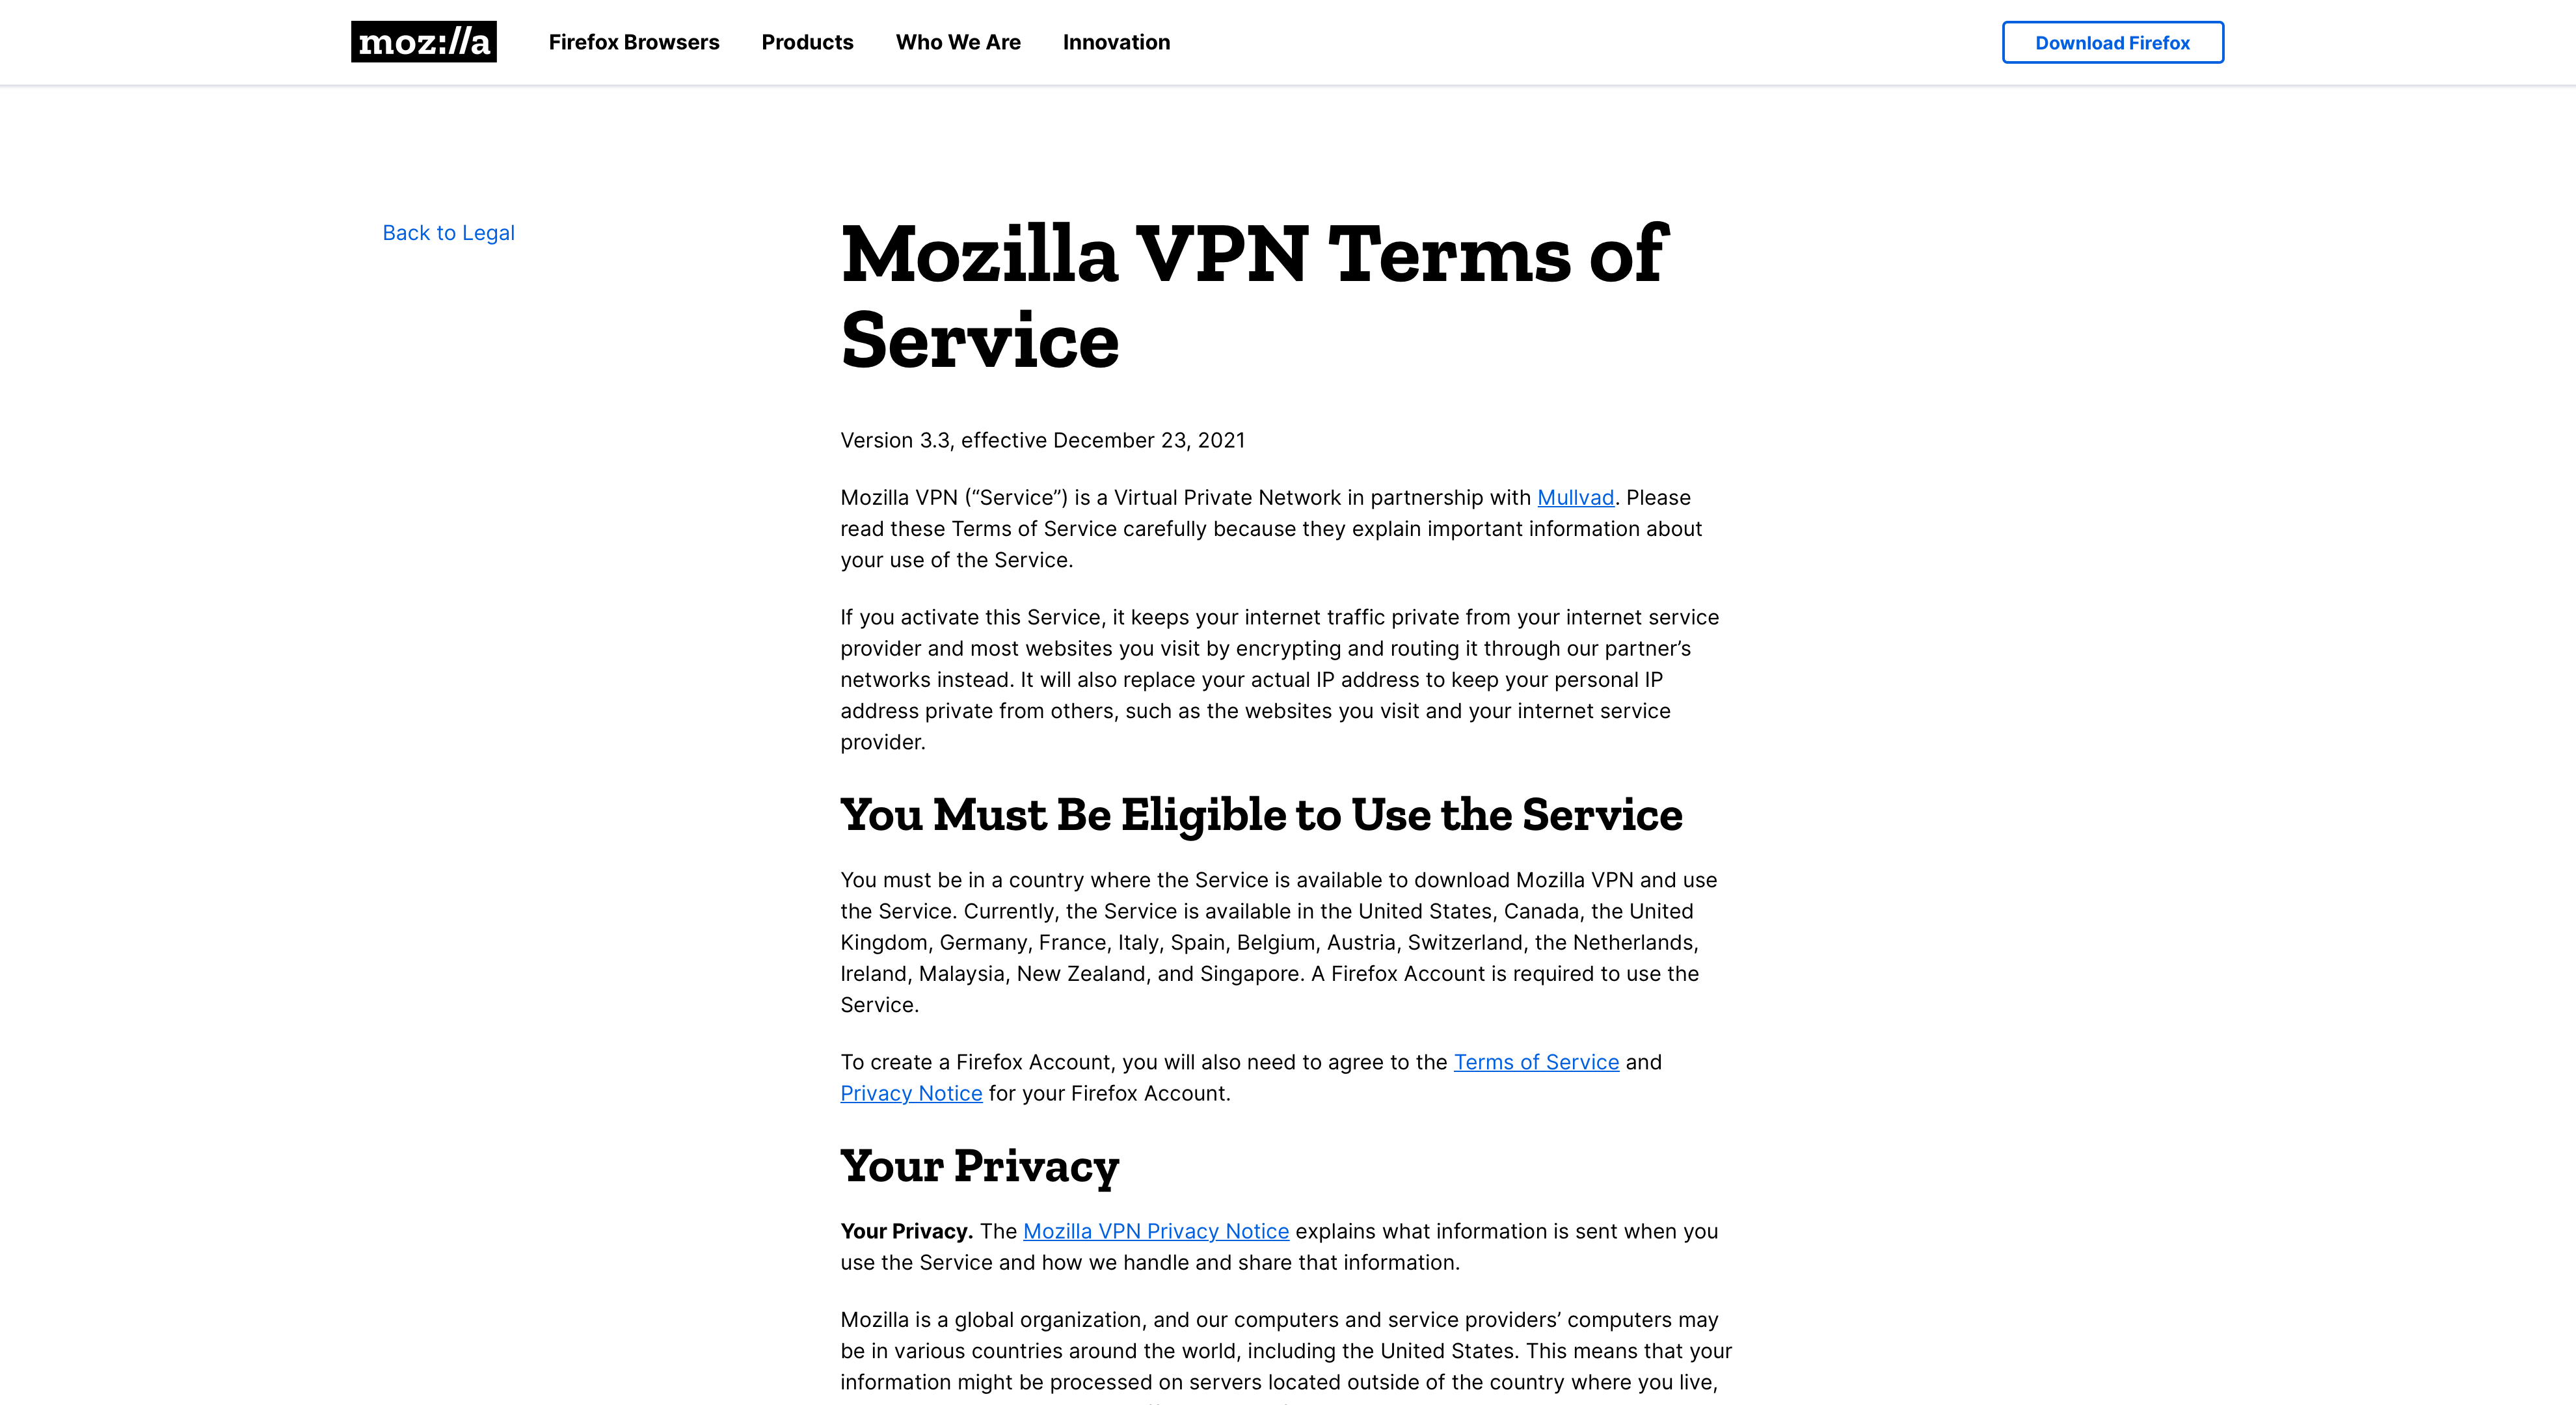 moz://a
Firefox Browsers
Products
Who We Are
Innovation
Download Firefox
Back to Legal
Mozilla VPN Terms of
Service
Version 3.3, effective December 23, 2021
Mozilla VPN (“Service”) is a Virtual Private Network in partnership with Mullvad. Please
read these Terms of Service carefully because they explain important information about
your use of the Service.
If you activate this Service, it keeps your internet traffic private from your internet service
provider and most websites you visit by encrypting and routing it through our partner’s
networks instead. It will also replace your actual IP address to keep your personal IP
address private from others, such as the websites you visit and your internet service
provider.
You Must Be Eligible to Use the Service
You must be in a country where the Service is available to download Mozilla VPN and use
the Service. Currently, the Service is available in the United States, Canada, the United
Kingdom, Germany, France, Italy, Spain, Belgium, Austria, Switzerland, the Netherlands,
Ireland, Malaysia, New Zealand, and Singapore. A Firefox Account is required to use the
Service.
To create a Firefox Account, you will also need to agree to the Terms of Service and
Privacy Notice for your Firefox Account.
Your Privacy
Your Privacy. The Mozilla VPN Privacy Notice explains what information is sent when you
use the Service and how we handle and share that information.
Mozilla is a global organization, and our computers and service providers’ computers may
be in various countries around the world, including the United States. This means that your
information might be processed on servers located outside of the country where you live,